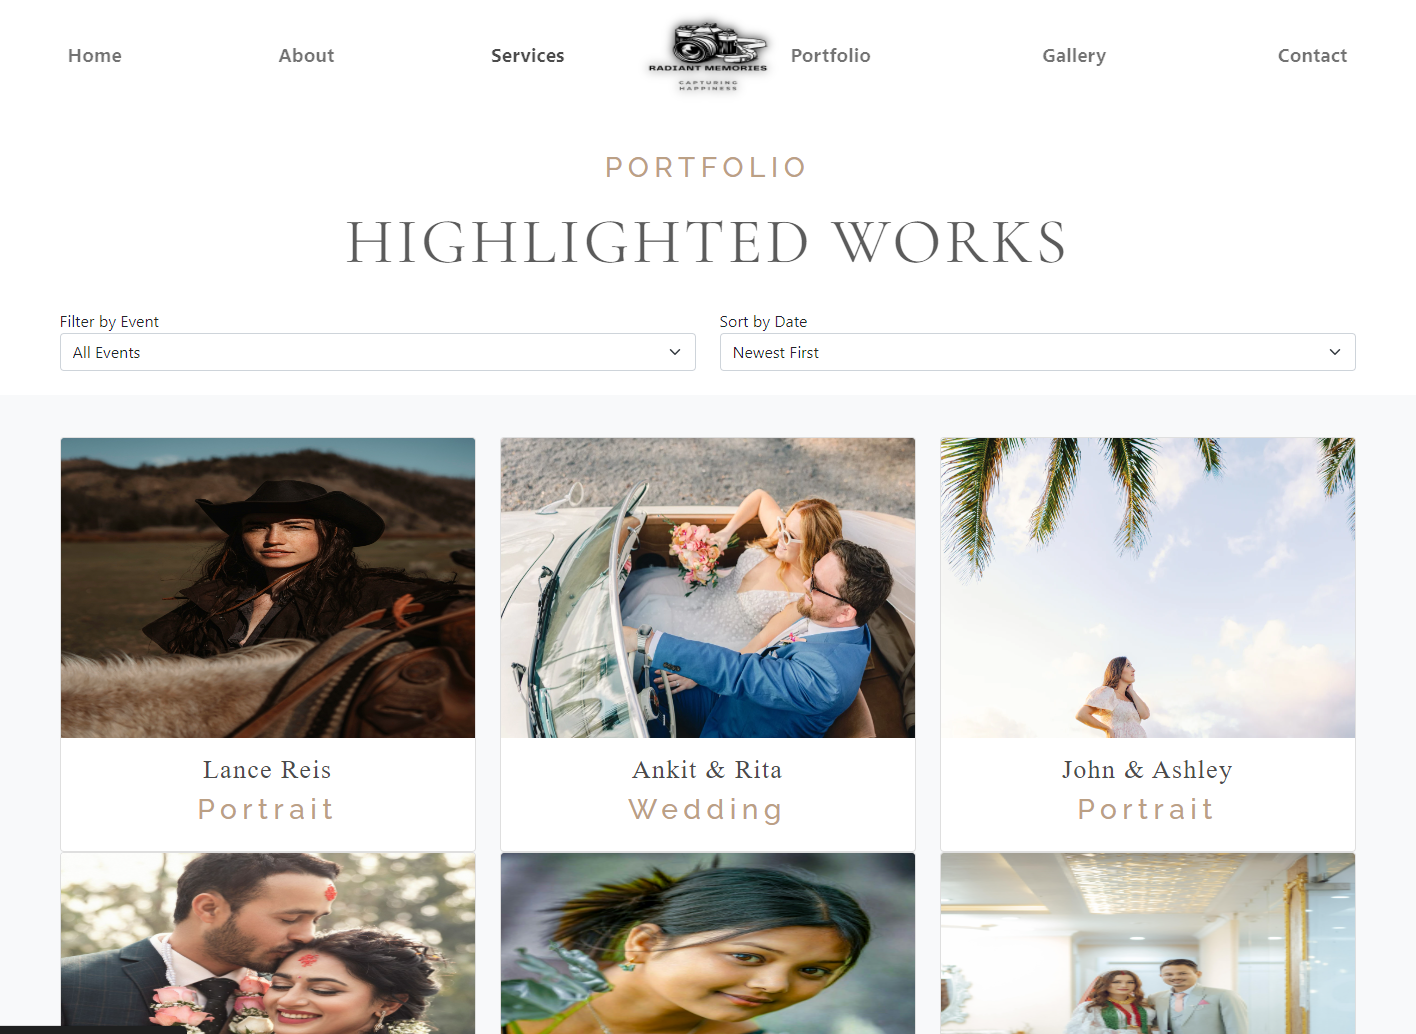 Home
About
Services
RADIANT MEMORIES
CAPTURING
HAPPINESS
Portfolio
Gallery
Contact
PORTFOLIO
HIGHLIGHTED WORKS
Filter by Event
All Events
Sort by Date
Newest First
Lance Reis
Portrait
Ankit & Rita
Wedding
John & Ashley
Portrait